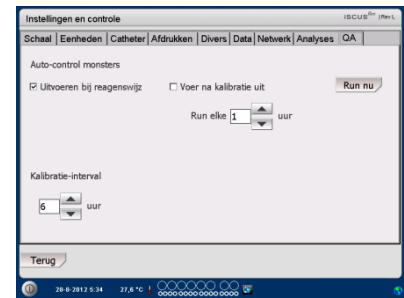 Instellingen en controle ISCUS Flex |Rev L
Schaal Eenheden Catheter Afdrukken Divers Data Netwerk Analyses QA
Auto-control monsters
Uitvoeren bij reagenswijz Voer na kalibratie uit Run nu
Run elke 1 uur
Kalibratie-interval
6 uur
Terug
28-8-2012 5:34 27,6 °C